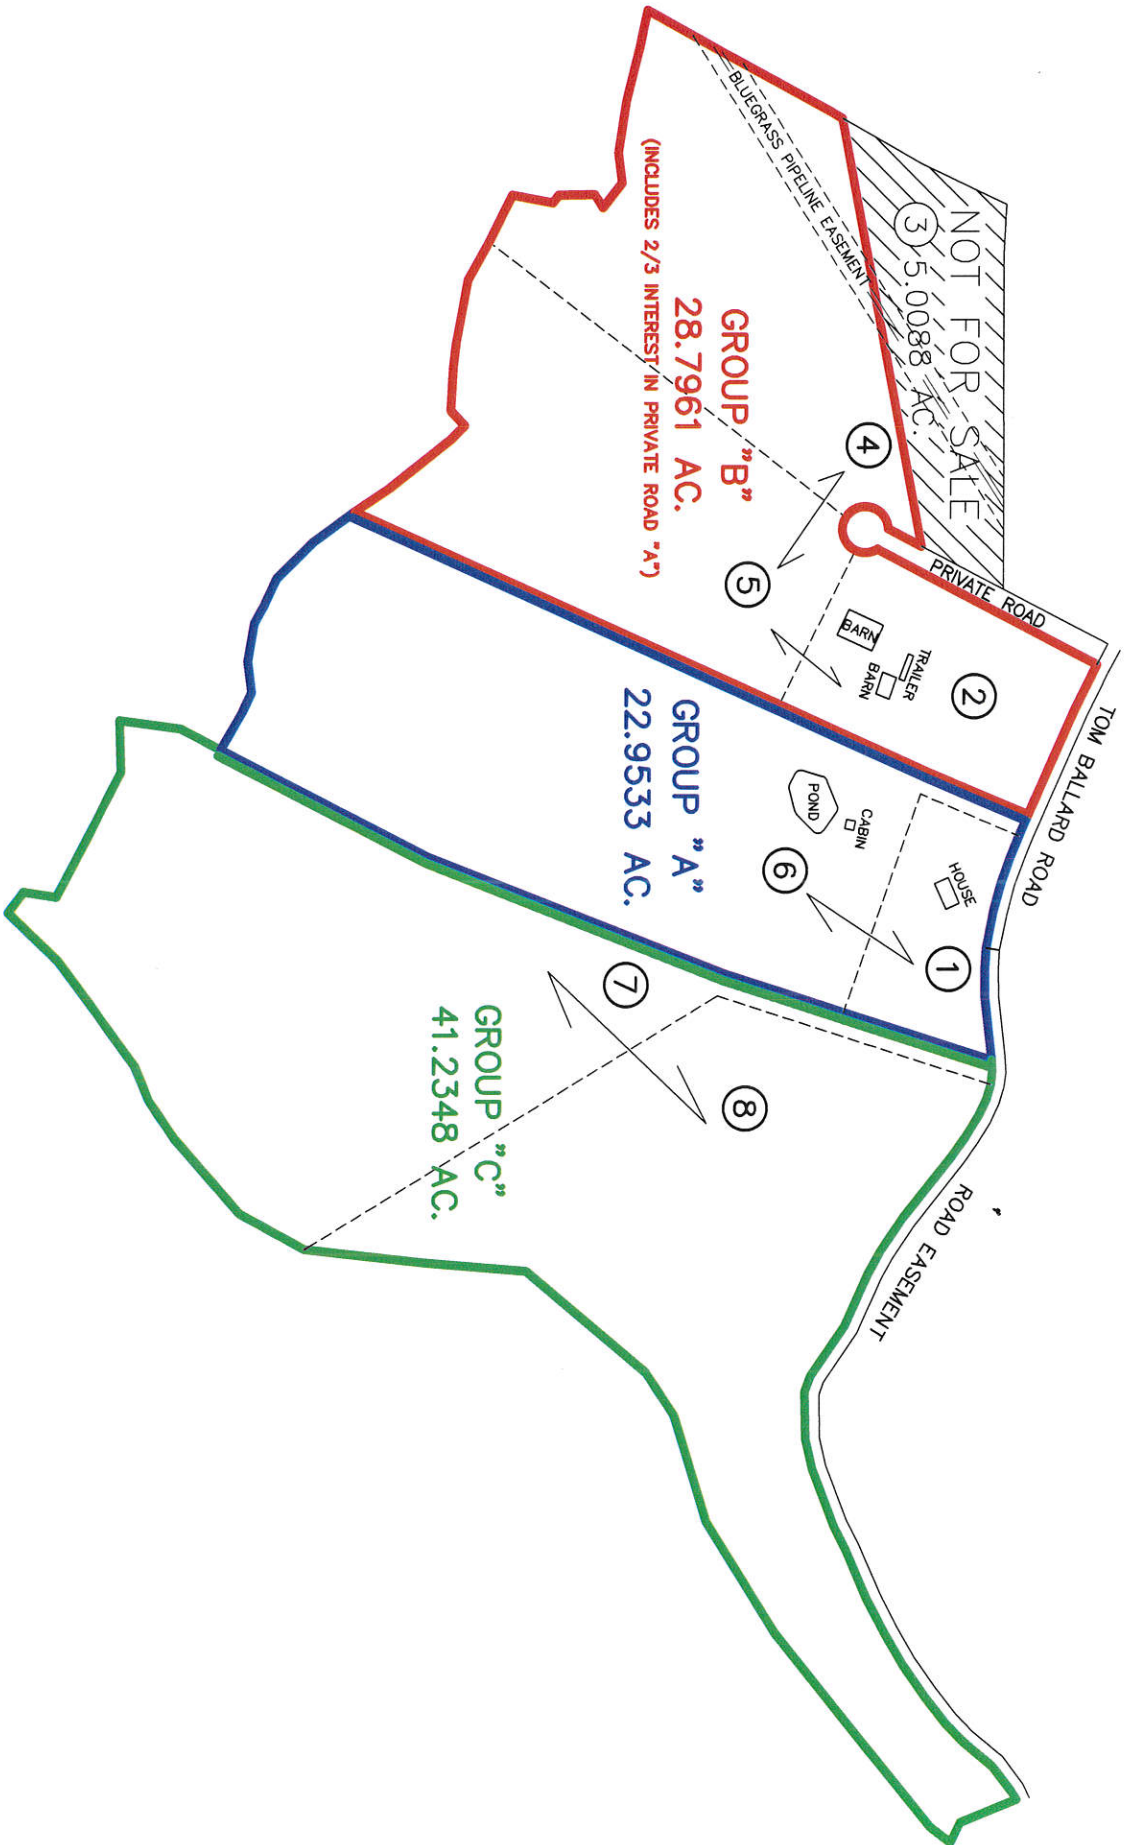 NOT FOR SALE
3 5.0088 AC.
BLUEGRASS PIPELINE EASEMENT
GROUP "B"
28.7961 AC.
(INCLUDES 2/3 INTEREST IN PRIVATE ROAD "A")
4
5
PRIVATE ROAD
BARN
TRAILER
BARN
2
TOM BALLARD ROAD
GROUP "A"
22.9533 AC.
POND
CABIN
6
HOUSE
1
7
8
GROUP "C"
41.2348 AC.
ROAD EASEMENT